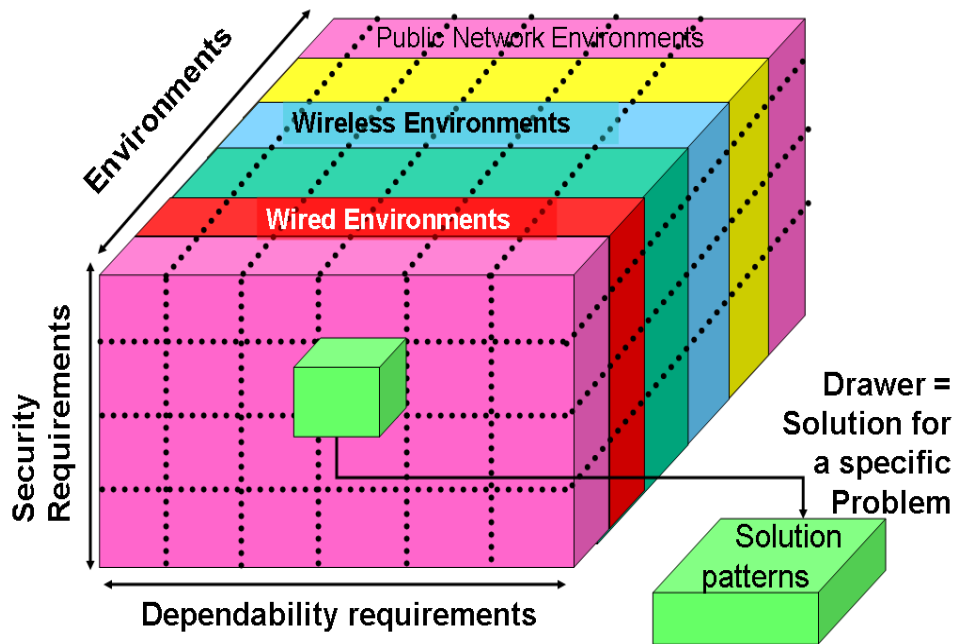 Public Network Environments
Environments
Wireless Environments
Wired Environments
Security
Requirements
Drawer =
Solution for
a specific
Problem
Solution
patterns
Dependability requirements